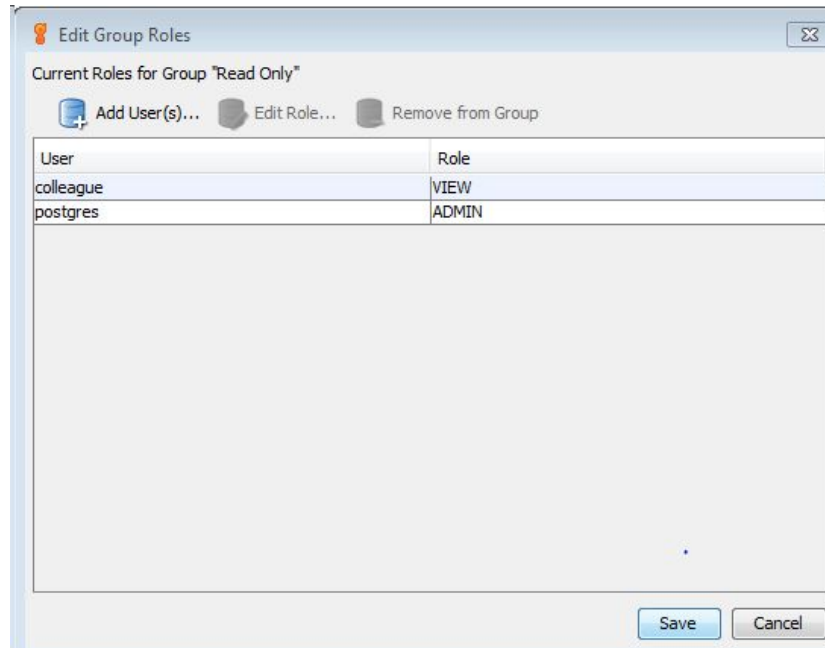 Edit Group Roles
Current Roles for Group "Read Only"
Add User(s)... Edit Role... Remove from Group
User Role
colleague VIEW
postgres ADMIN
Save Cancel